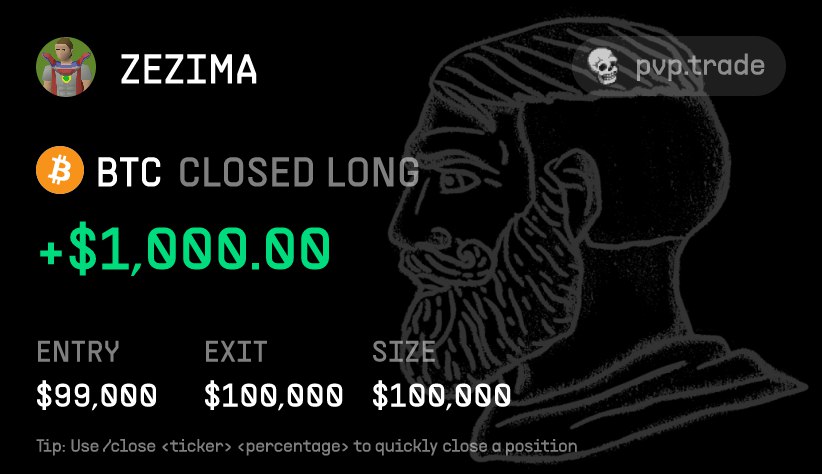 ZEZIMA
pvp.trade
BTC CLOSED LONG
+$1,000.00
ENTRY EXIT SIZE
$99,000 $100,000 $100,000
Tip: Use /close <ticker> <percentage> to quickly close a position